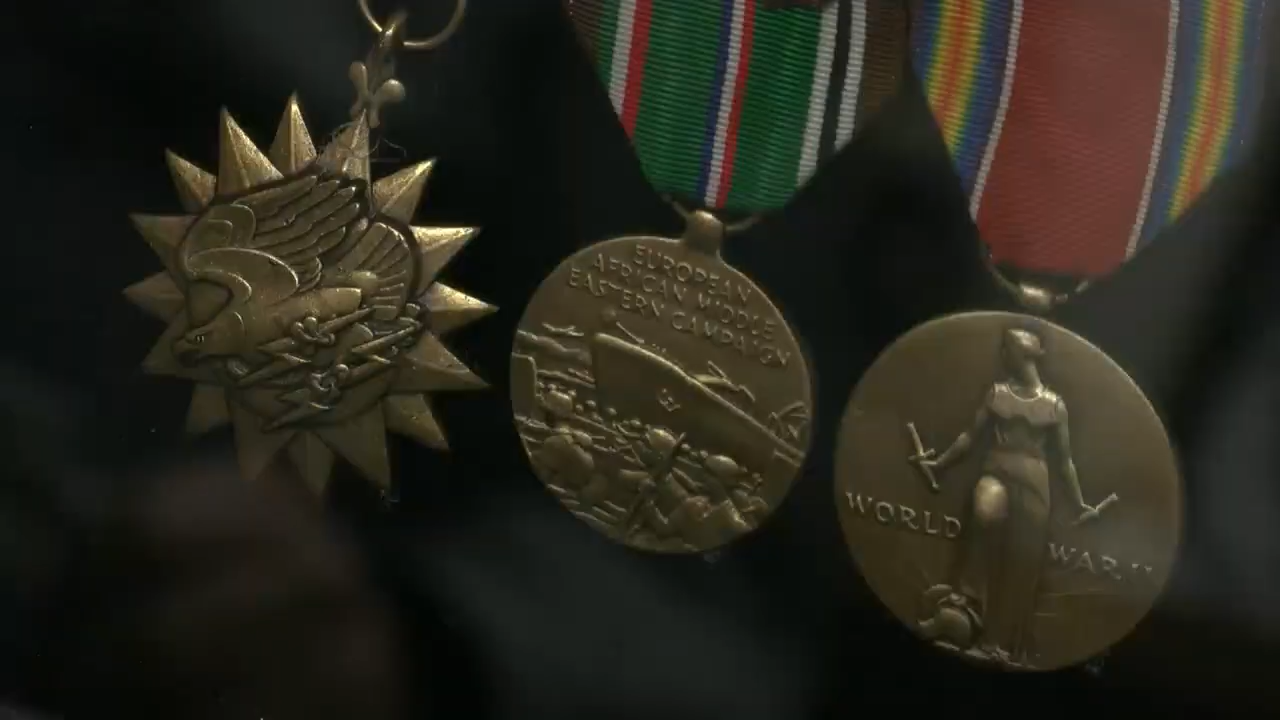 EUROPEAN
AFRICAN MIDDLE
EASTERN CAMPAIGN
WORLD
WAR II